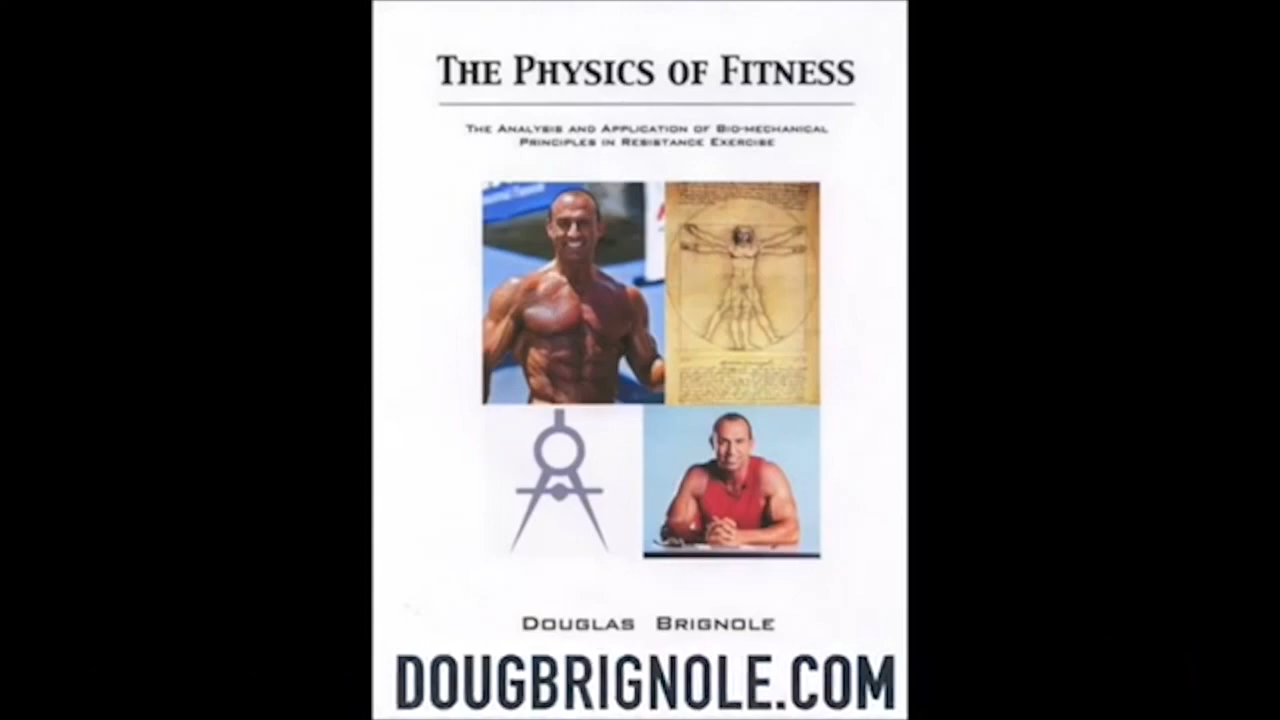 THE PHYSICS OF FITNESS
THE ANALYSIS AND APPLICATION OF BIO-MECHANICAL
PRINCIPLES IN RESISTANCE EXERCISE
DOUGLAS BRIGNOLE
DOUGBRIGNOLE.COM